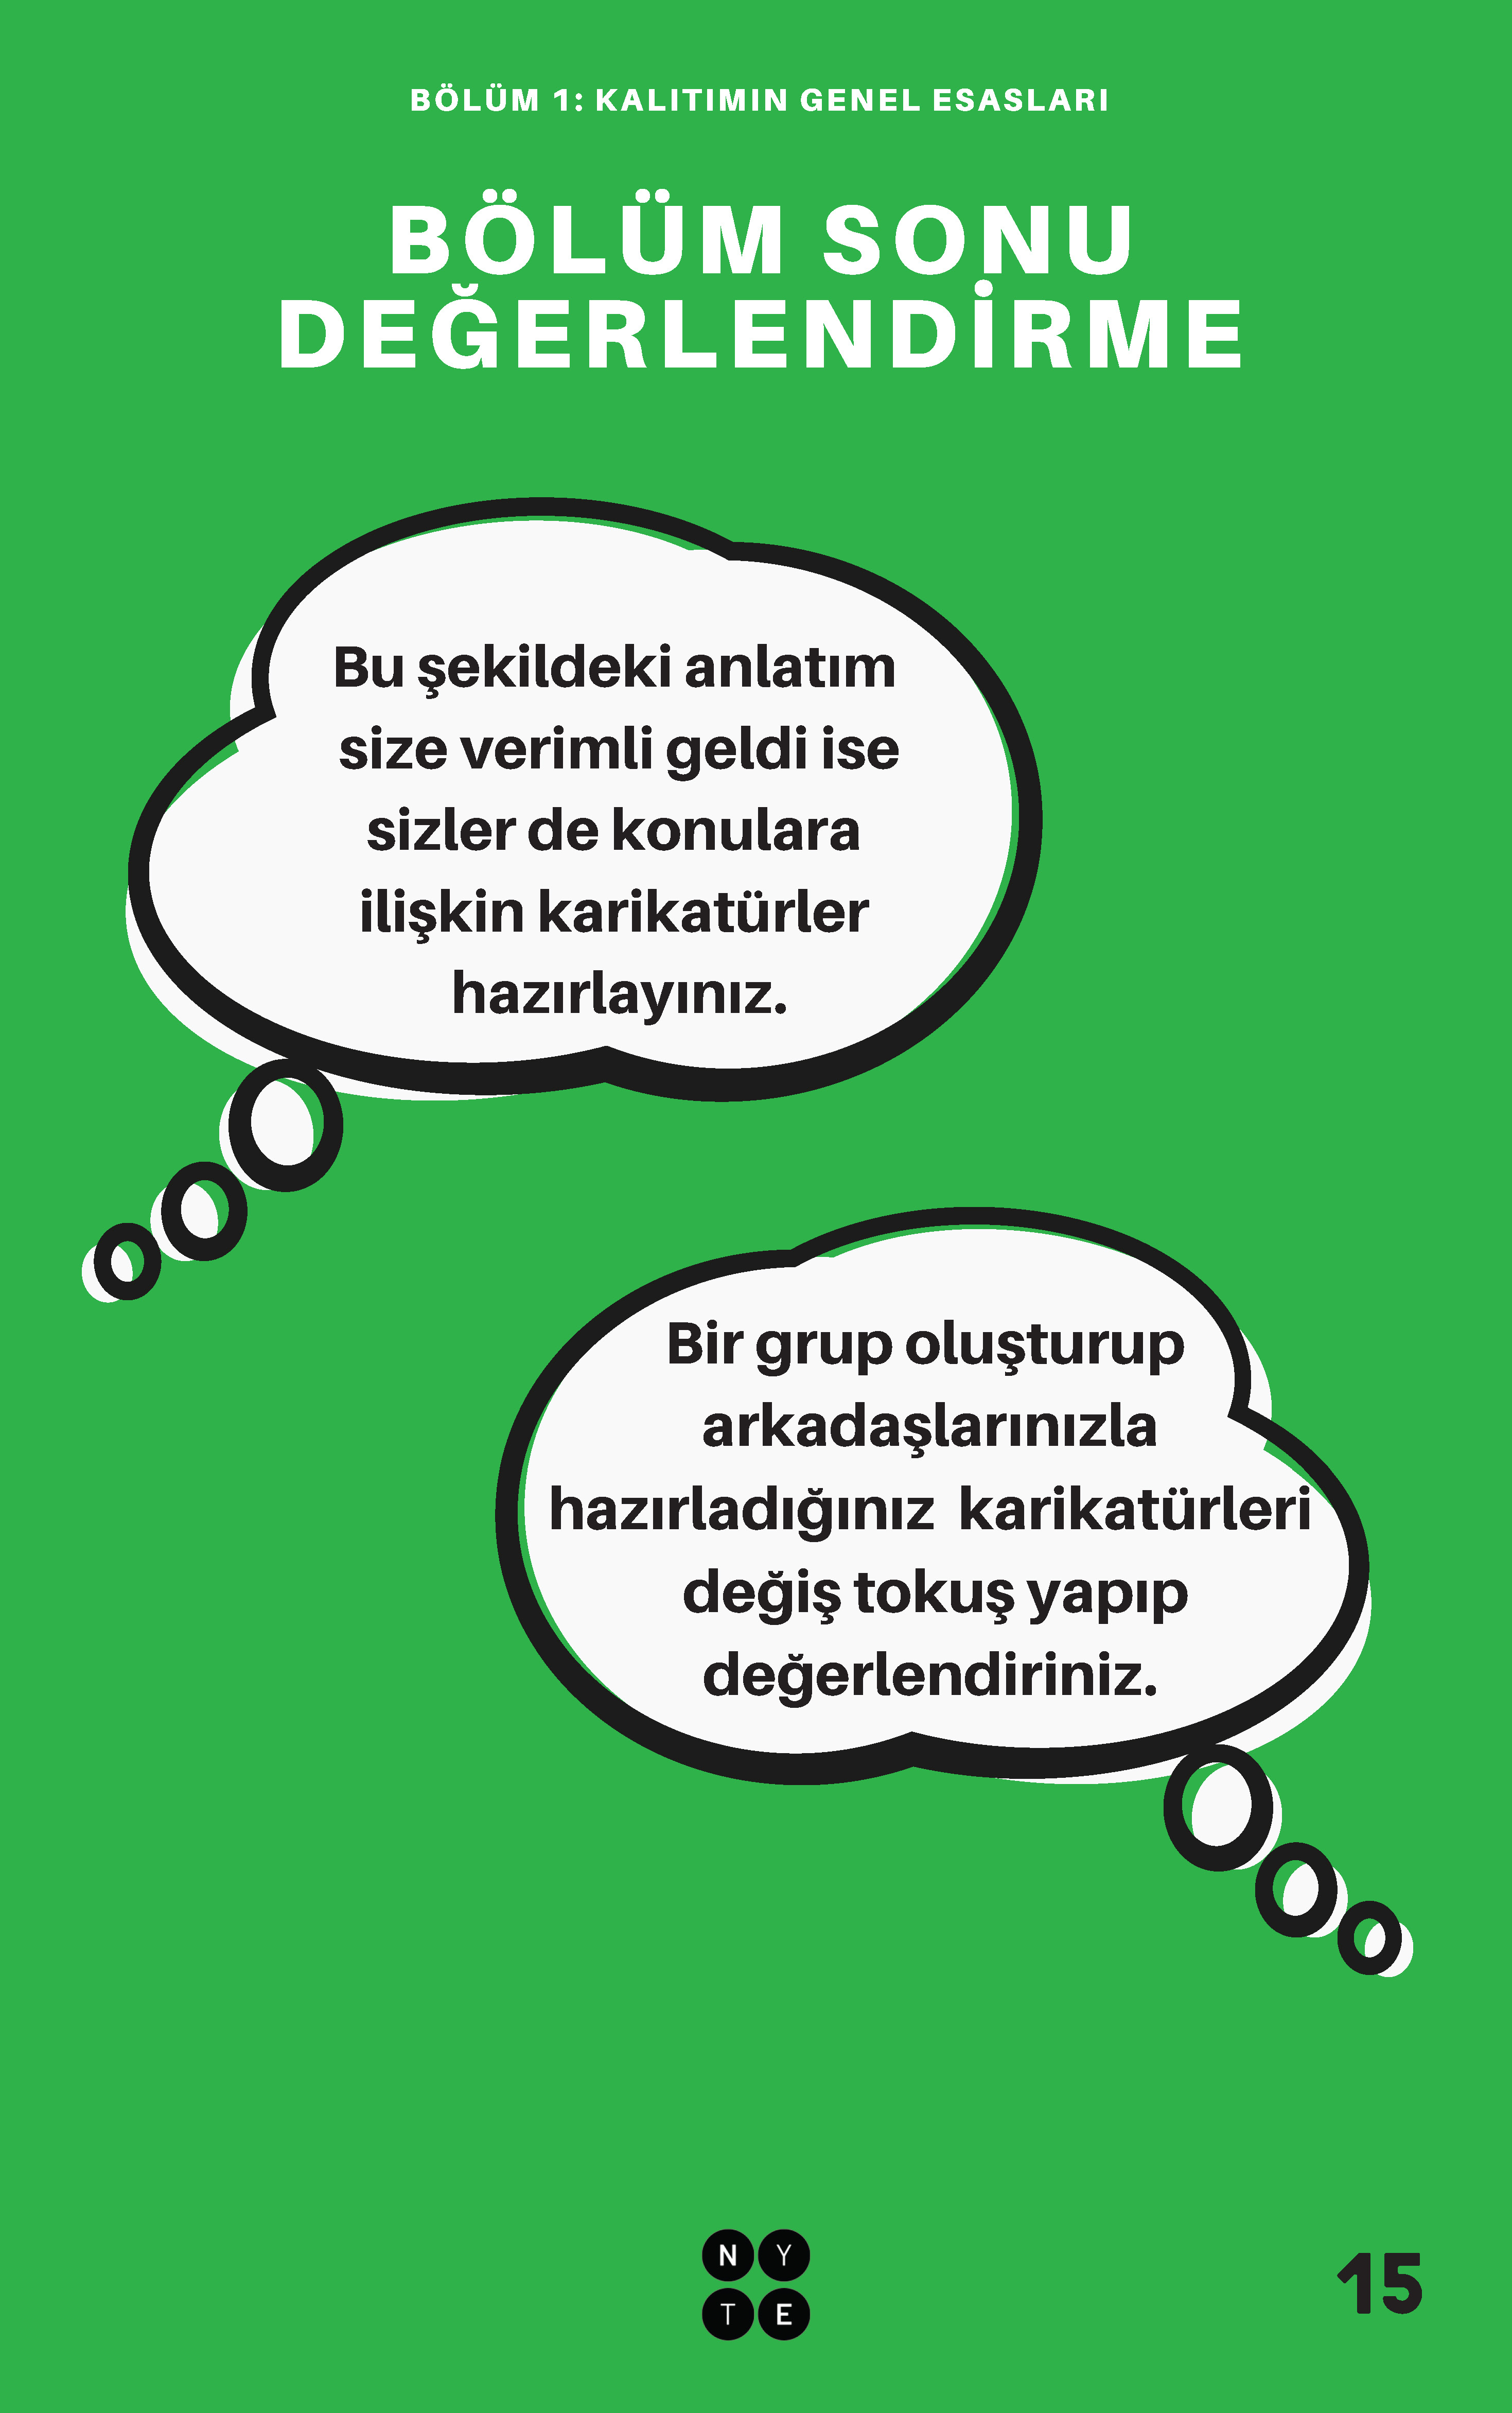 BÖLÜM 1: KALITIMIN GENEL ESASLARI
BÖLÜM SONU
DEĞERLENDİRME
Bu şekildeki anlatım
size verimli geldi ise
sizler de konulara
ilişkin karikatürler
hazırlayınız.
Bir grup oluşturup
arkadaşlarınızla
hazırladığınız  karikatürleri
değiş tokuş yapıp
değerlendiriniz.
N Y
T E
15